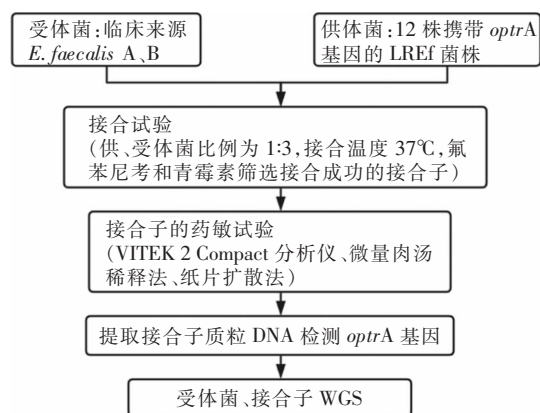 受体菌:临床来源
E. faecalis A、B
供体菌:12 株携带 optrA
基因的 LREf 菌株
接合试验
(供、受体菌比例为 1:3,接合温度 37℃,氟
苯尼考和青霉素筛选接合成功的接合子)
接合子的药敏试验
(VITEK 2 Compact 分析仪、微量肉汤
稀释法、纸片扩散法)
提取接合子质粒 DNA 检测 optrA 基因
受体菌、接合子 WGS